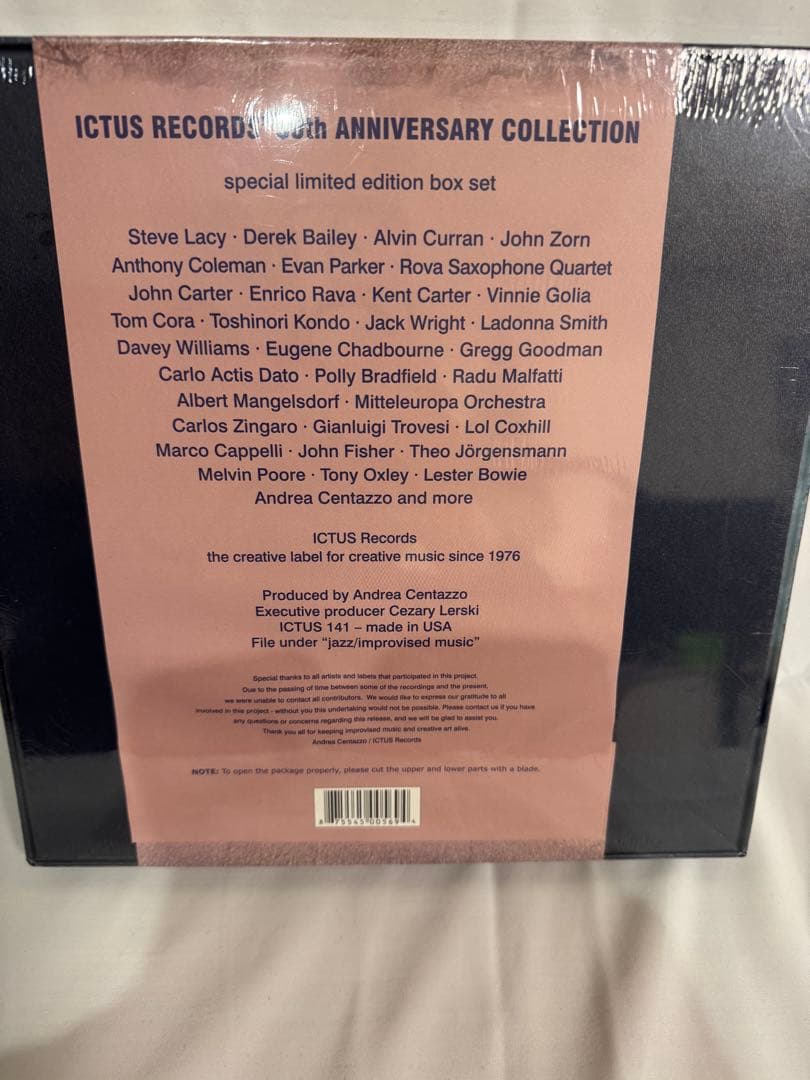 ICTUS RECORDS' 30th ANNIVERSARY COLLECTION
special limited edition box set
Steve Lacy · Derek Bailey · Alvin Curran · John Zorn
Anthony Coleman · Evan Parker · Rova Saxophone Quartet
John Carter · Enrico Rava · Kent Carter · Vinnie Golia
Tom Cora · Toshinori Kondo · Jack Wright · Ladonna Smith
Davey Williams · Eugene Chadbourne · Gregg Goodman
Carlo Actis Dato · Polly Bradfield · Radu Malfatti
Albert Mangelsdorf · Mitteleuropa Orchestra
Carlos Zingaro · Gianluigi Trovesi · Lol Coxhill
Marco Cappelli · John Fisher · Theo Jörgensmann
Melvin Poore · Tony Oxley · Lester Bowie
Andrea Centazzo and more
ICTUS Records
the creative label for creative music since 1976
Produced by Andrea Centazzo
Executive producer Cezary Lerski
ICTUS 141 – made in USA
File under "jazz/improvised music"
Special thanks to all artists and labels that participated in this project.
Due to the passing of time between some of the recordings and the present,
we were unable to contact all contributors. We would like to express our gratitude to all
involved in this project - without you this undertaking would not be possible. Please contact us if you have
any questions or concerns regarding this release, and we will be glad to assist you.
Thank you all for keeping improvised music and creative art alive.
Andrea Centazzo / ICTUS Records
NOTE: To open the package properly, please cut the upper and lower parts with a blade.
8 75545 00569 4